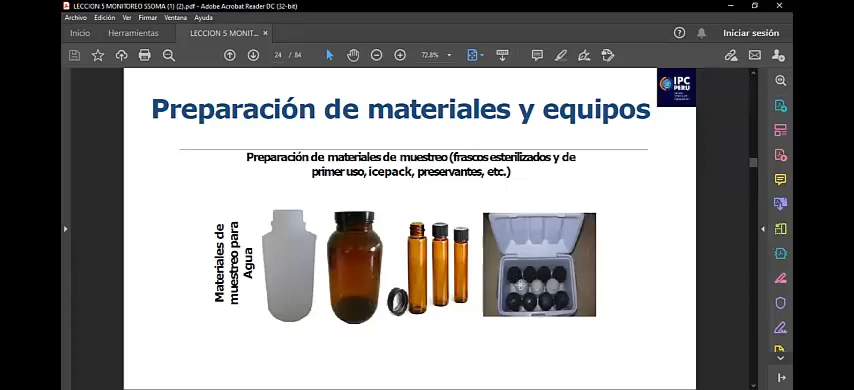 LECCION 5 MONITOREO SSOMA (1) (2).pdf - Adobe Acrobat Reader DC (32-bit)
Archivo Edición Ver Firmar Ventana Ayuda
Inicio Herramientas LECCION 5 MONIT... × Iniciar sesión
24 / 84 72.8%
IPC
PERU
Preparación de materiales y equipos
Preparación de materiales de muestreo (frascos esterilizados y de
primer uso, icepack, preservantes, etc.)
Materiales de
muestreo para
Agua